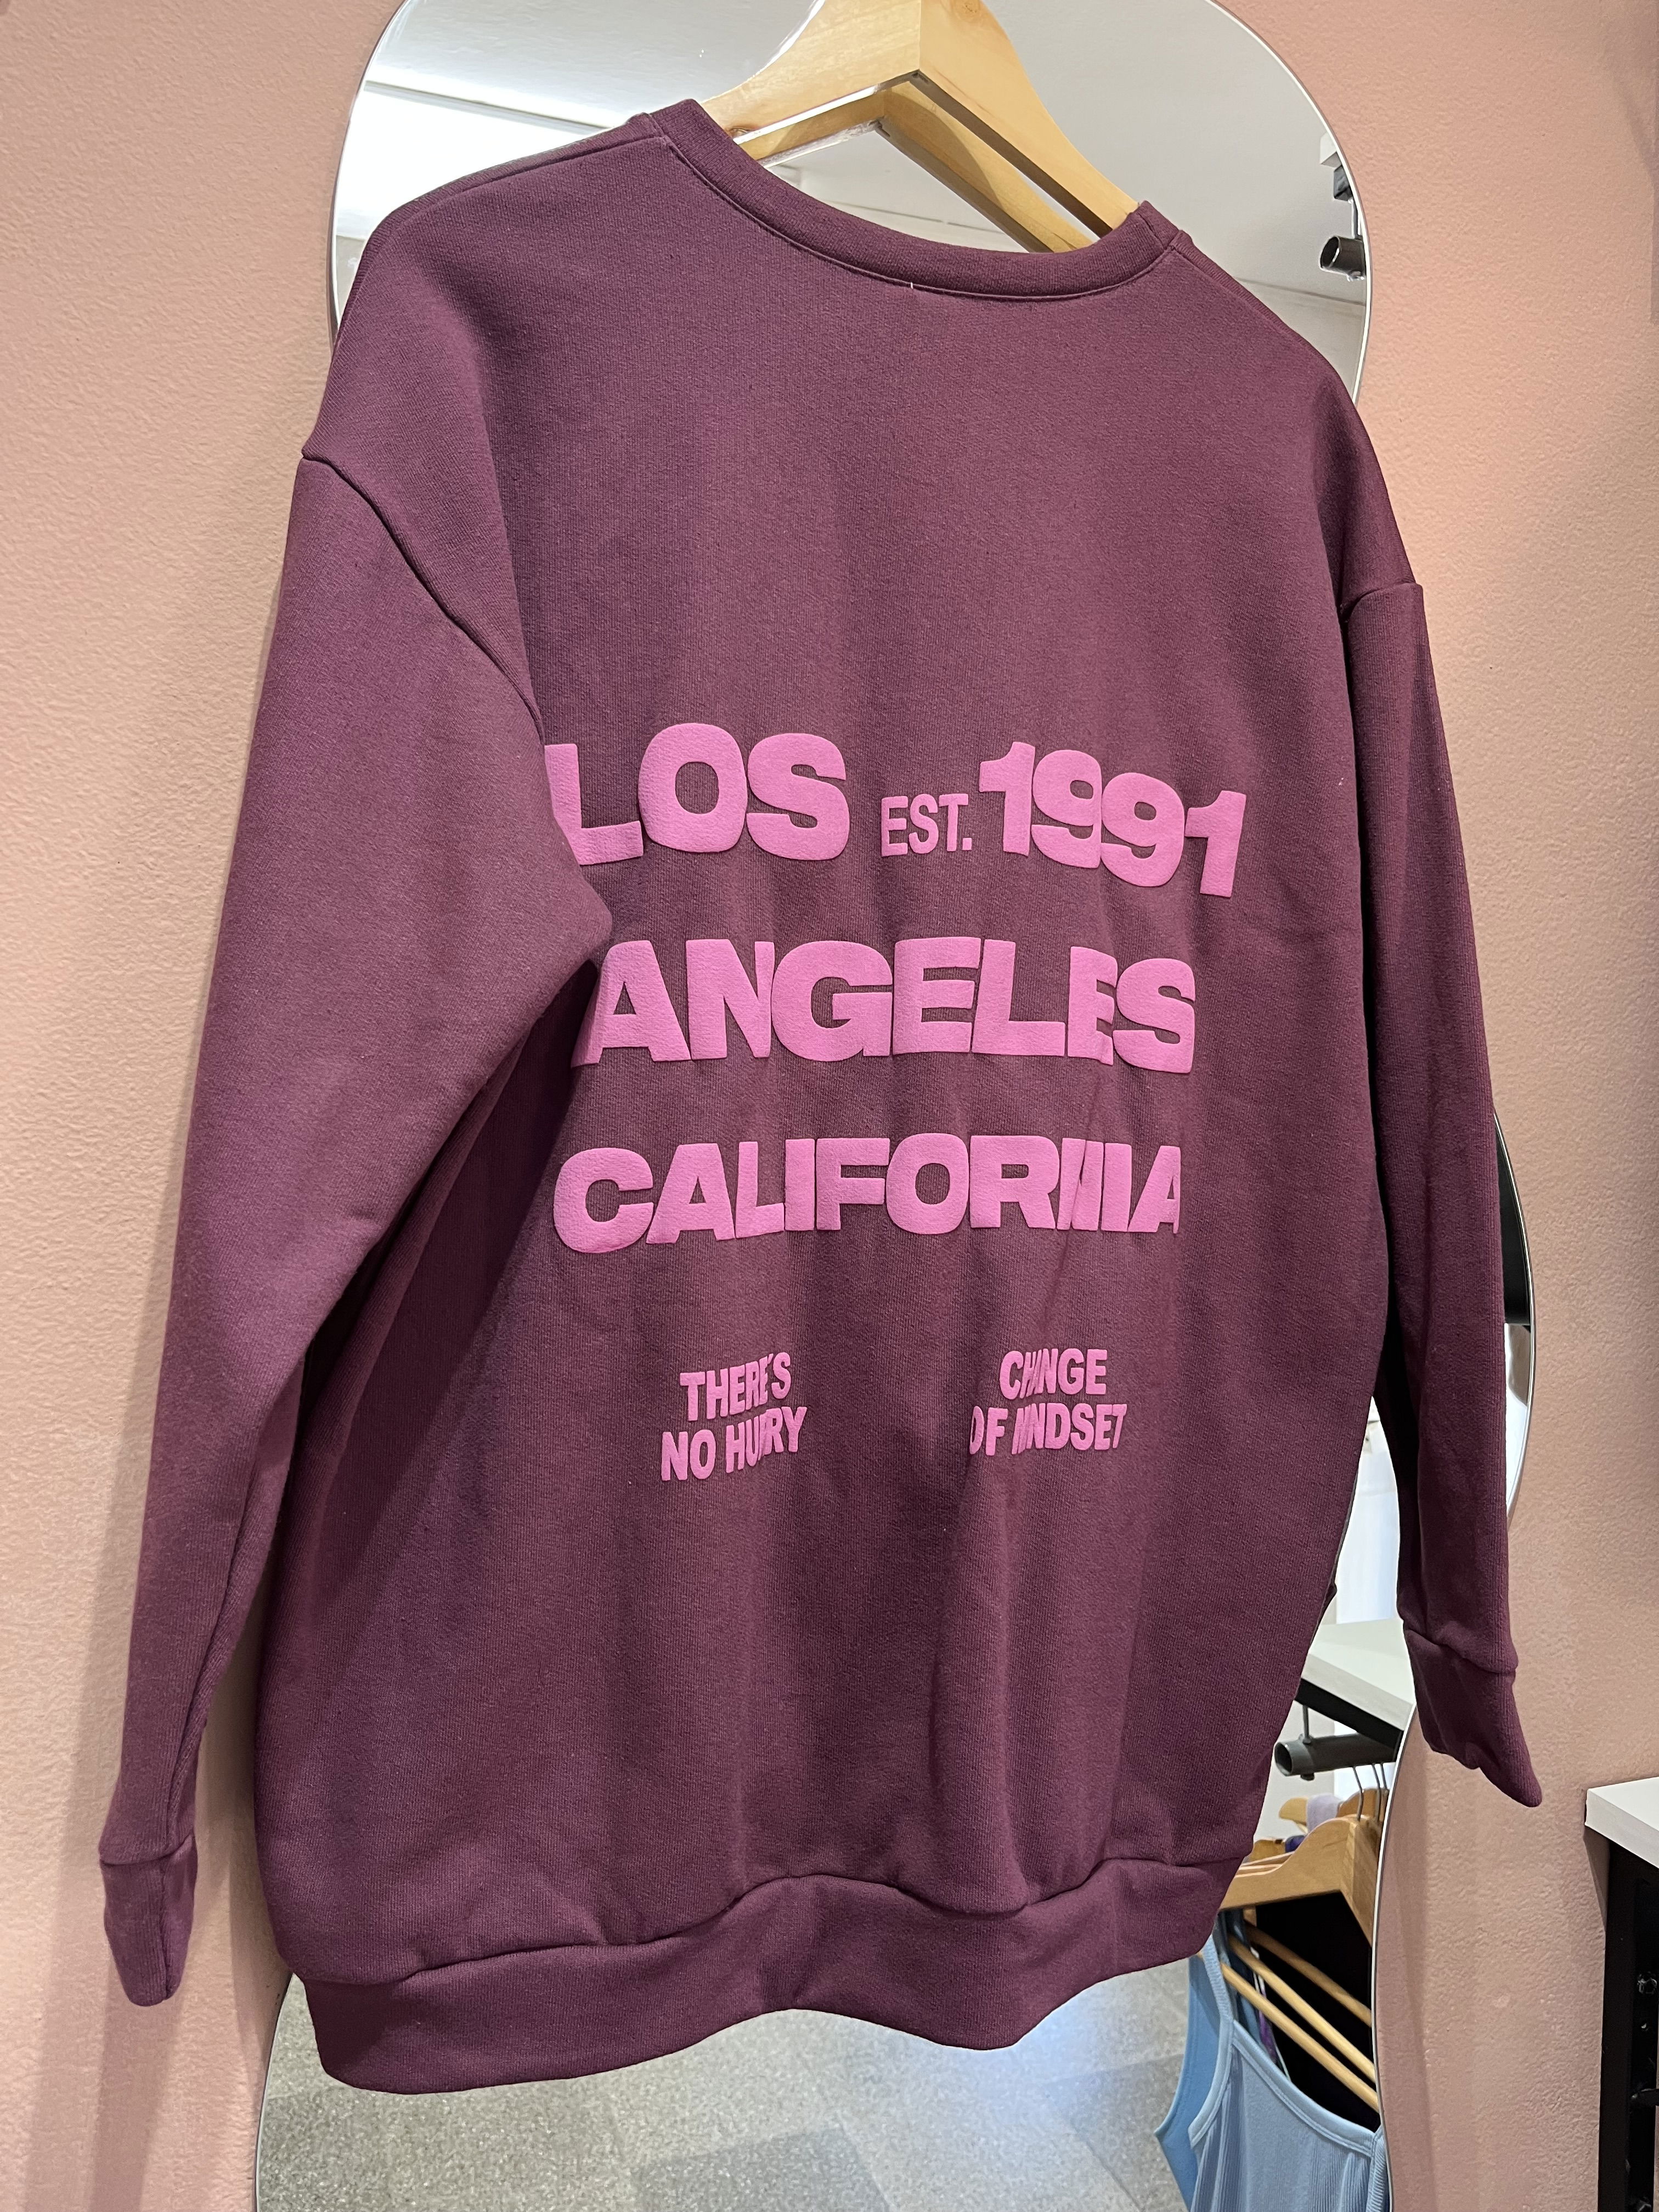 LOS EST. 1991
ANGELES
CALIFORNIA
THERE'S
NO HURRY
CHANGE
OF MINDSET